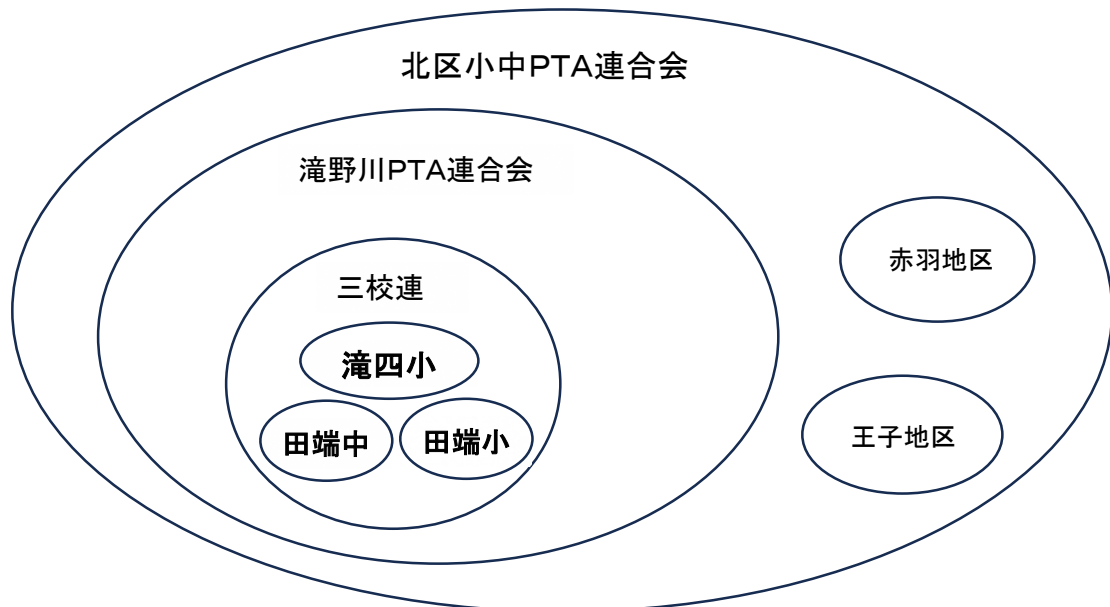 北区小中PTA連合会
滝野川PTA連合会
三校連
滝四小
田端中
田端小
赤羽地区
王子地区